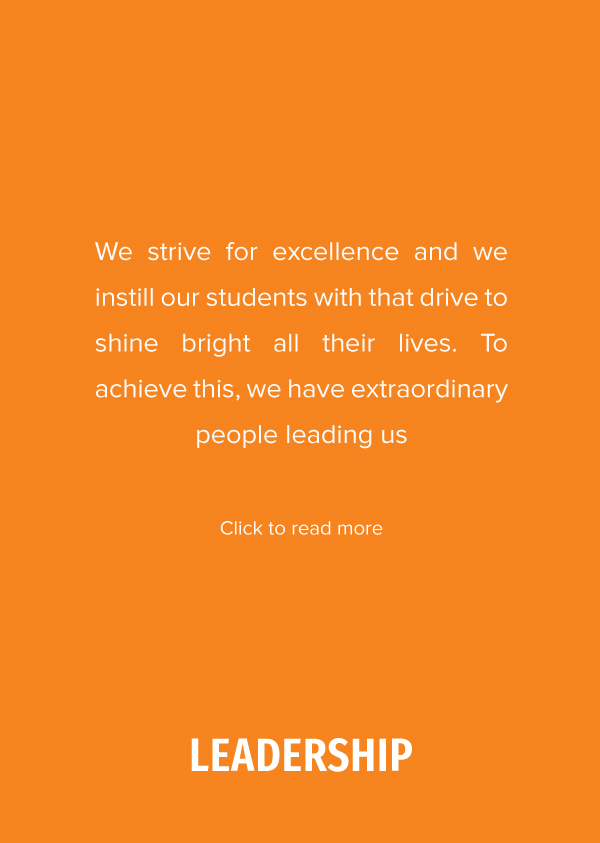 We strive for excellence and we
instill our students with that drive to
shine bright all their lives. To
achieve this, we have extraordinary
people leading us
Click to read more
LEADERSHIP